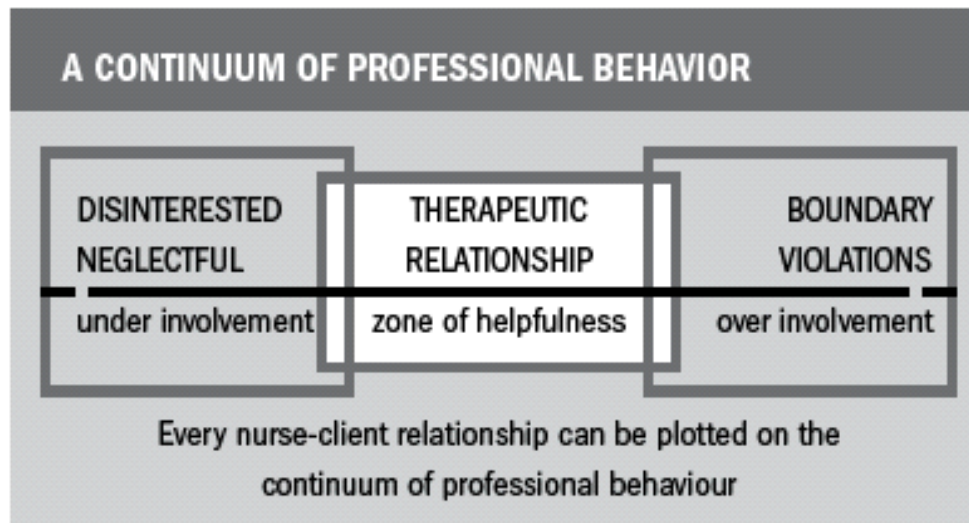 A CONTINUUM OF PROFESSIONAL BEHAVIOR
DISINTERESTED
NEGLECTFUL
under involvement
THERAPEUTIC
RELATIONSHIP
zone of helpfulness
BOUNDARY
VIOLATIONS
over involvement
Every nurse-client relationship can be plotted on the
continuum of professional behaviour